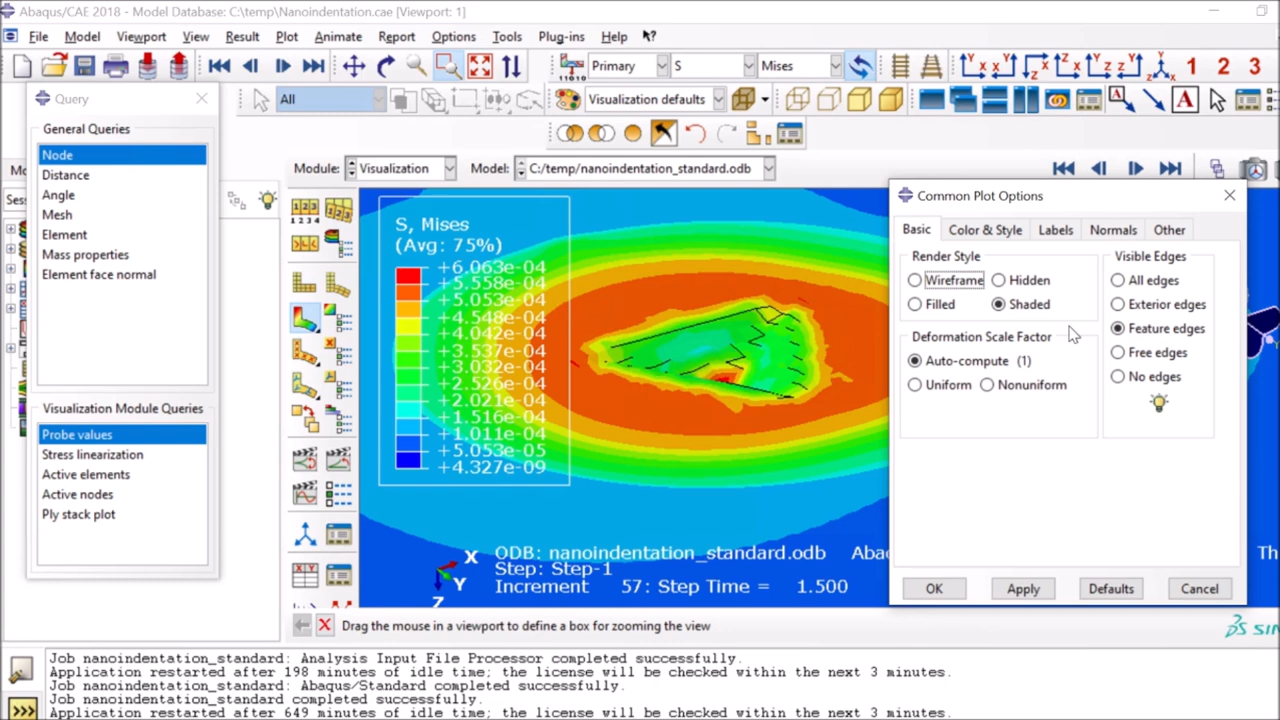 Abaqus/CAE 2018 - Model Database: C:\temp\Nanoindentation.cae [Viewport: 1]
File Model Viewport View Result Plot Animate Report Options Tools Plug-ins Help
Primary S Mises
1 2 3
Query
All
Visualization defaults
A
General Queries
Node
Distance
Angle
Mesh
Element
Mass properties
Element face normal
Visualization Module Queries
Probe values
Stress linearization
Active elements
Active nodes
Ply stack plot
Module: Visualization Model: C:/temp/nanoindentation_standard.odb
S, Mises
(Avg: 75%)
+6.063e-04
+5.558e-04
+5.053e-04
+4.548e-04
+4.042e-04
+3.537e-04
+3.032e-04
+2.526e-04
+2.021e-04
+1.516e-04
+1.011e-04
+5.053e-05
+4.327e-09
Common Plot Options
Basic Color & Style Labels Normals Other
Render Style
Wireframe Hidden
Filled Shaded
Deformation Scale Factor
Auto-compute (1)
Uniform Nonuniform
Visible Edges
All edges
Exterior edges
Feature edges
Free edges
No edges
OK Apply Defaults Cancel
X
Y
Z
ODB: nanoindentation_standard.odb Abaq
Step: Step-1
Increment 57: Step Time = 1.500
Th
Drag the mouse in a viewport to define a box for zooming the view
Job nanoindentation_standard: Analysis Input File Processor completed successfully.
Application restarted after 198 minutes of idle time; the license will be checked within the next 3 minutes.
Job nanoindentation_standard: Abaqus/Standard completed successfully.
Job nanoindentation_standard completed successfully.
Application restarted after 649 minutes of idle time; the license will be checked within the next 3 minutes.